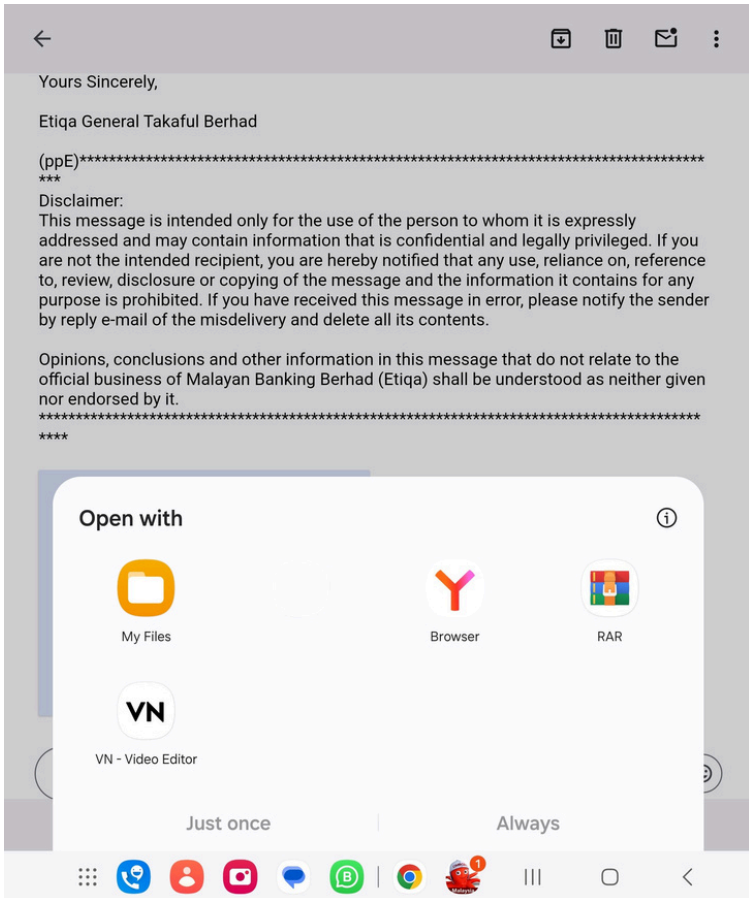 Yours Sincerely,
Etiqa General Takaful Berhad
(ppE)*************************************************************************************
***
Disclaimer:
This message is intended only for the use of the person to whom it is expressly
addressed and may contain information that is confidential and legally privileged. If you
are not the intended recipient, you are hereby notified that any use, reliance on, reference
to, review, disclosure or copying of the message and the information it contains for any
purpose is prohibited. If you have received this message in error, please notify the sender
by reply e-mail of the misdelivery and delete all its contents.
Opinions, conclusions and other information in this message that do not relate to the
official business of Malayan Banking Berhad (Etiqa) shall be understood as neither given
nor endorsed by it.
******************************************************************************************
****
Open with
My Files
Browser
RAR
VN
VN - Video Editor
Just once
Always
B
1
Malaysia